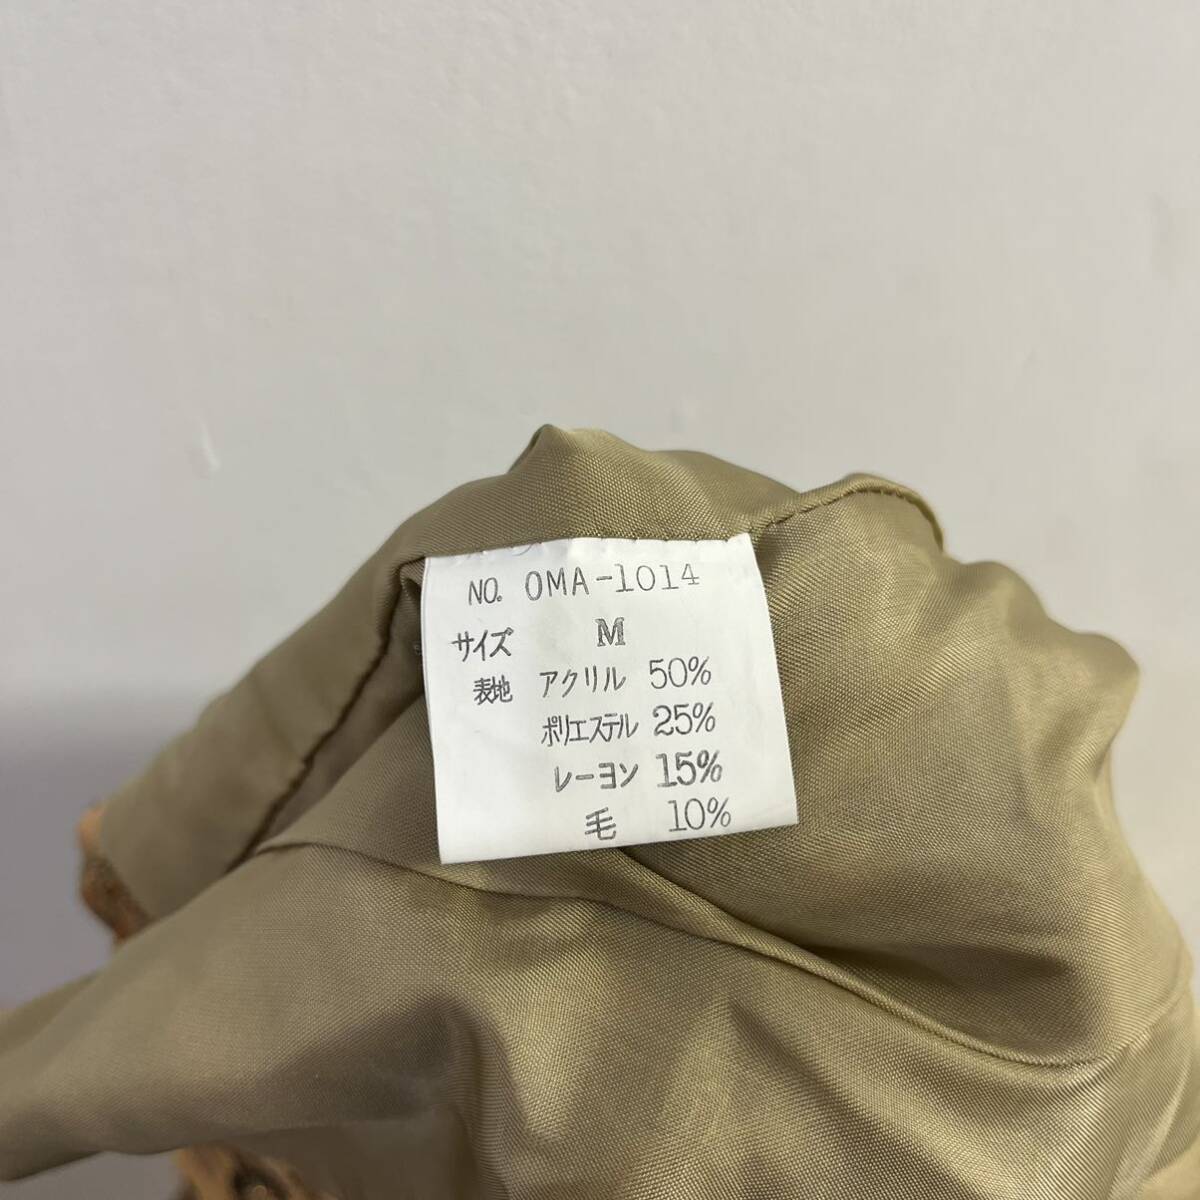 NO. OMA-1014
サイズ M
表地 アクリル 50%
ポリエステル 25%
レーヨン 15%
毛 10%